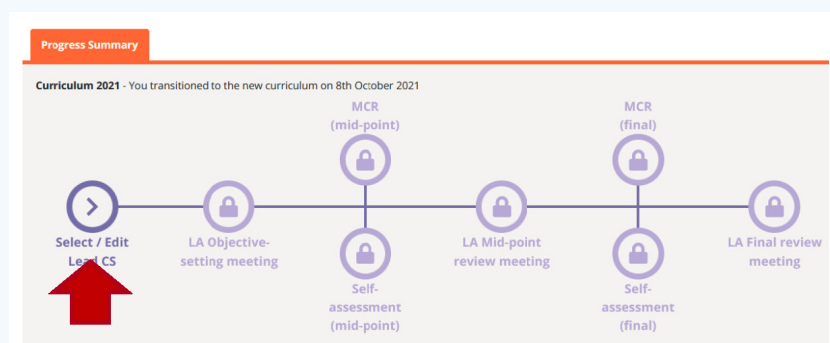 Progress Summary
Curriculum 2021 - You transitioned to the new curriculum on 8th October 2021
MCR
(mid-point)
MCR
(final)
Select / Edit
Lead CS
LA Objective-
setting meeting
LA Mid-point
review meeting
LA Final review
meeting
Self-
assessment
(mid-point)
Self-
assessment
(final)